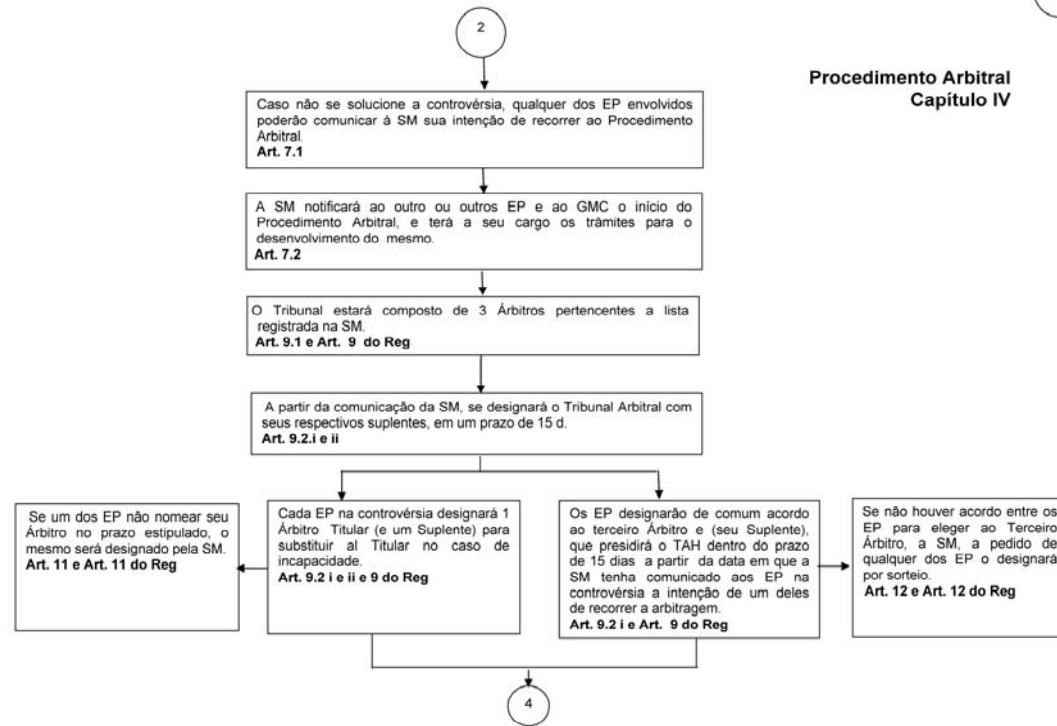 2
Procedimento Arbitral
Capítulo IV
Caso não se solucione a controvérsia, qualquer dos EP envolvidos
poderão comunicar à SM sua intenção de recorrer ao Procedimento
Arbitral.
Art. 7.1
A SM notificará ao outro ou outros EP e ao GMC o início do
Procedimento Arbitral, e terá a seu cargo os trâmites para o
desenvolvimento do mesmo.
Art. 7.2
O Tribunal estará composto de 3 Árbitros pertencentes a lista
registrada na SM.
Art. 9.1 e Art. 9 do Reg
A partir da comunicação da SM, se designará o Tribunal Arbitral com
seus respectivos suplentes, em um prazo de 15 d.
Art. 9.2.i e ii
Se um dos EP não nomear seu
Árbitro no prazo estipulado, o
mesmo será designado pela SM.
Art. 11 e Art. 11 do Reg
Cada EP na controvérsia designará 1
Árbitro Titular (e um Suplente) para
substituir al Titular no caso de
incapacidade.
Art. 9.2 i e ii e 9 do Reg
Os EP designarão de comum acordo
ao terceiro Árbitro e (seu Suplente),
que presidirá o TAH dentro do prazo
de 15 dias a partir da data em que a
SM tenha comunicado aos EP na
controvérsia a intenção de um deles
de recorrer a arbitragem.
Art. 9.2 i e Art. 9 do Reg
Se não houver acordo entre os
EP para eleger ao Terceiro
Árbitro, a SM, a pedido de
qualquer dos EP o designará
por sorteio.
Art. 12 e Art. 12 do Reg
4